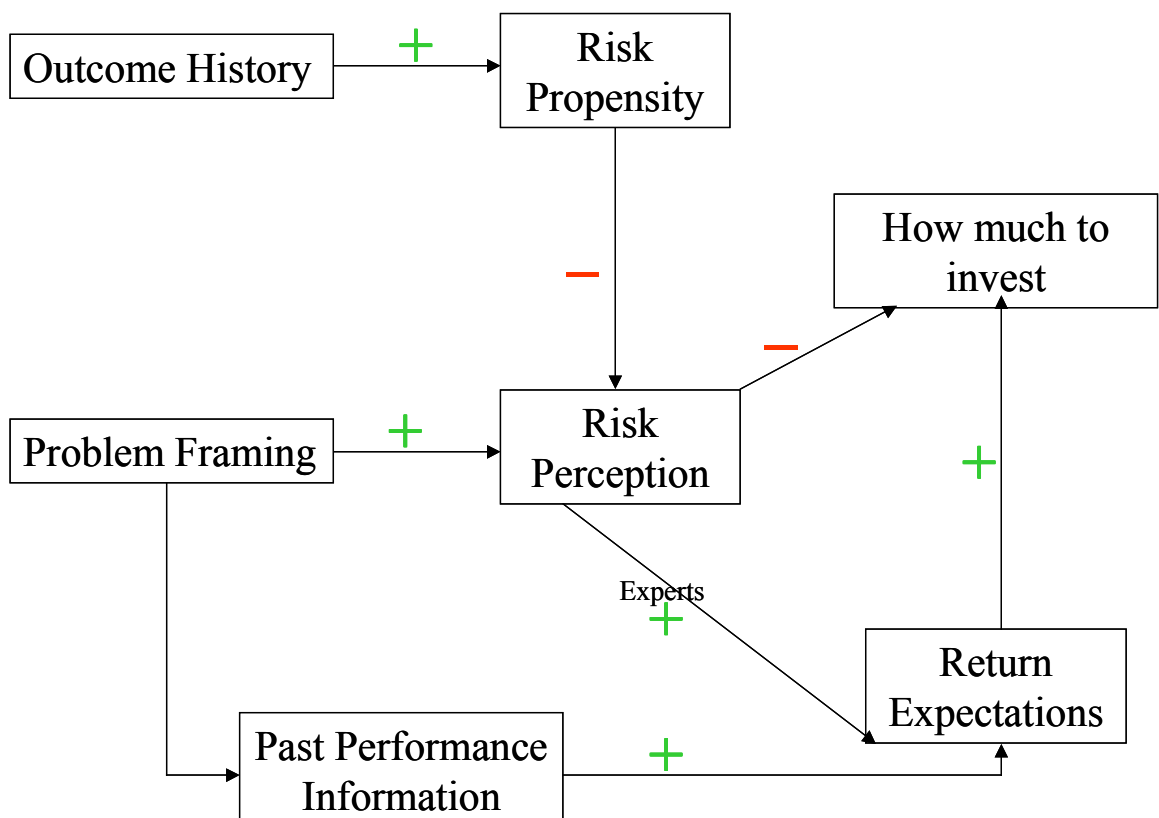 Outcome History
Risk
Propensity
+
How much to
invest
−
−
Problem Framing
+
Risk
Perception
+
Experts
+
Return
Expectations
Past Performance
Information
+